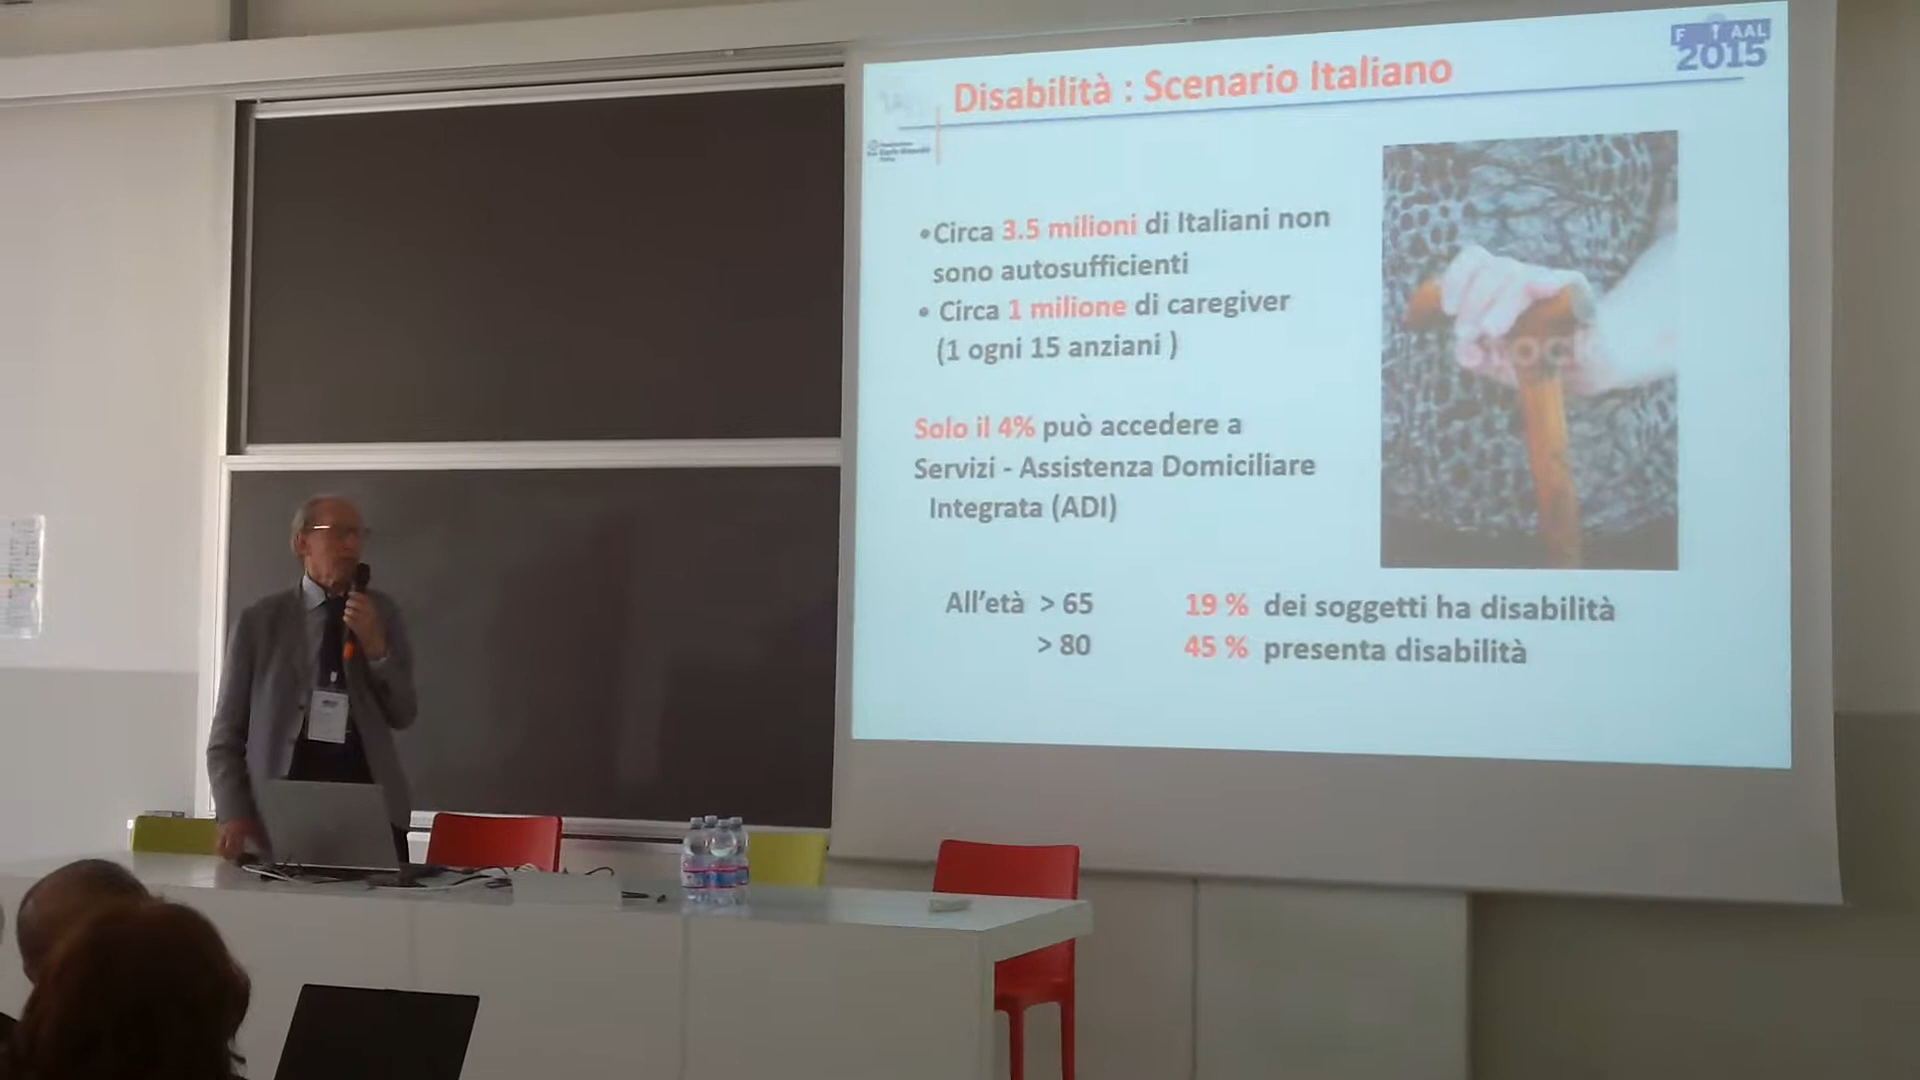 Disabilità : Scenario Italiano
F AAL
2015
•Circa 3.5 milioni di Italiani non
sono autosufficienti
• Circa 1 milione di caregiver
(1 ogni 15 anziani )
Solo il 4% può accedere a
Servizi - Assistenza Domiciliare
Integrata (ADI)
All'età > 65 19 % dei soggetti ha disabilità
> 80 45 % presenta disabilità